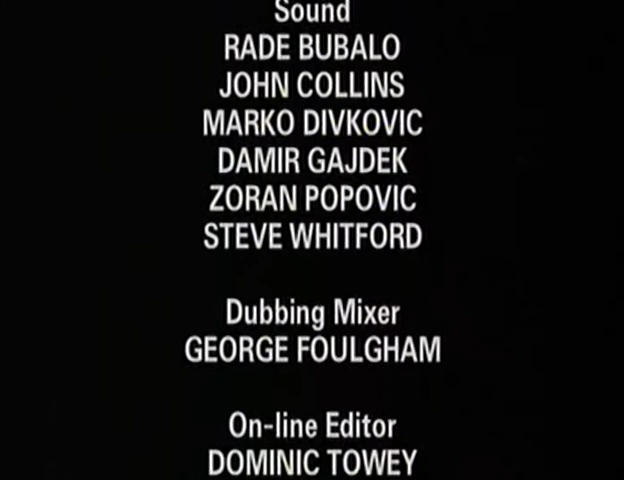 Sound
RADE BUBALO
JOHN COLLINS
MARKO DIVKOVIC
DAMIR GAJDEK
ZORAN POPOVIC
STEVE WHITFORD
Dubbing Mixer
GEORGE FOULGHAM
On-line Editor
DOMINIC TOWEY